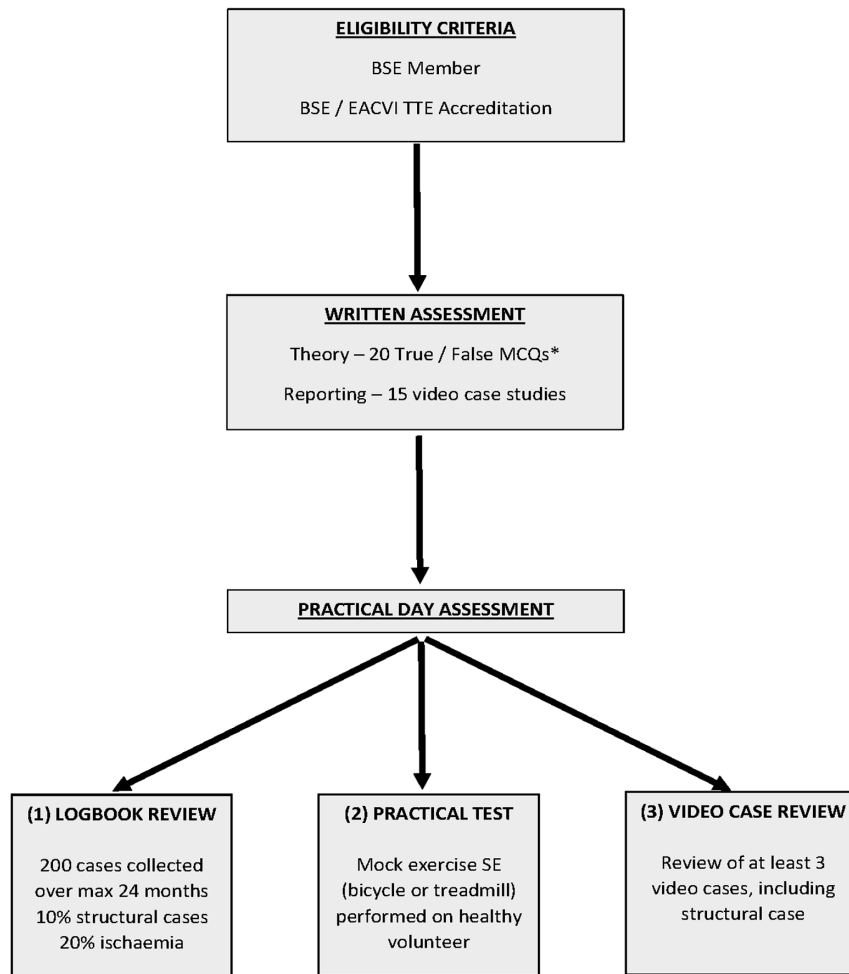 ELIGIBILITY CRITERIA
BSE Member
BSE / EACVI TTE Accreditation
WRITTEN ASSESSMENT
Theory – 20 True / False MCQs*
Reporting – 15 video case studies
PRACTICAL DAY ASSESSMENT
(1) LOGBOOK REVIEW
200 cases collected
over max 24 months
10% structural cases
20% ischaemia
(2) PRACTICAL TEST
Mock exercise SE
(bicycle or treadmill)
performed on healthy
volunteer
(3) VIDEO CASE REVIEW
Review of at least 3
video cases, including
structural case